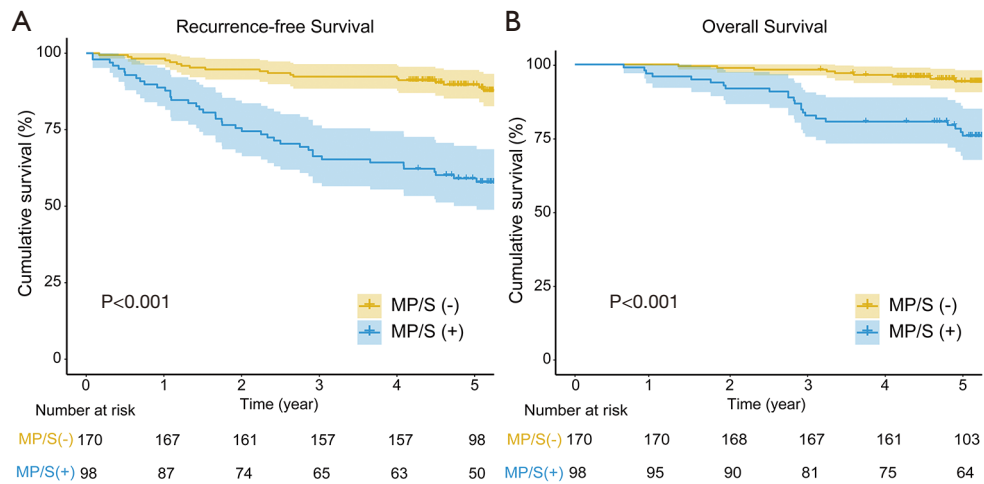 A
Recurrence-free Survival
100
75
50
25
0
Cumulative survival (%)
P<0.001
MP/S (-)
MP/S (+)
0 1 2 3 4 5
Time (year)
Number at risk
MP/S(-) 170 167 161 157 157 98
MP/S(+) 98 87 74 65 63 50
B
Overall Survival
100
75
50
25
0
Cumulative survival (%)
P<0.001
MP/S (-)
MP/S (+)
0 1 2 3 4 5
Time (year)
Number at risk
MP/S(-) 170 170 168 167 161 103
MP/S(+) 98 95 90 81 75 64